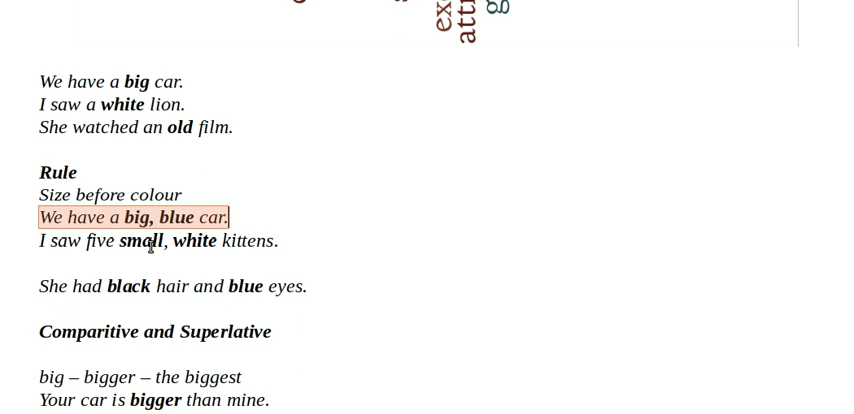 We have a big car.
I saw a white lion.
She watched an old film.
Rule
Size before colour
We have a big, blue car.
I saw five small, white kittens.
She had black hair and blue eyes.
Comparitive and Superlative
big – bigger – the biggest
Your car is bigger than mine.